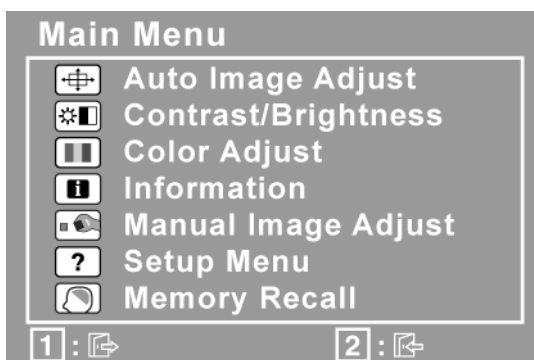 Main Menu
Auto Image Adjust
Contrast/Brightness
Color Adjust
i Information
Manual Image Adjust
? Setup Menu
Memory Recall
1 : 2 :